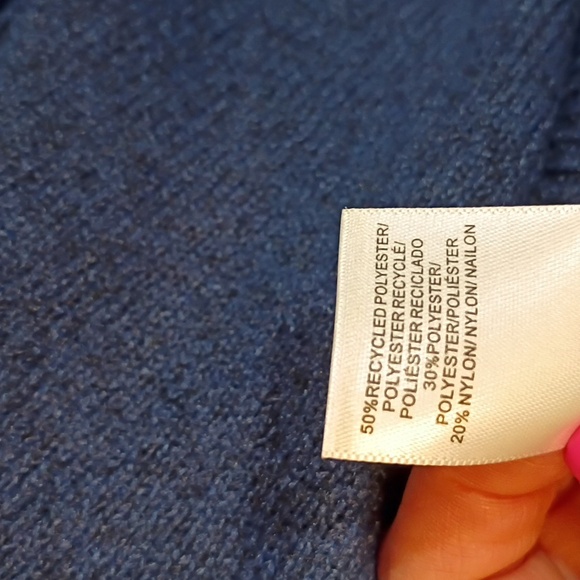 50%RECYCLED POLYESTER/
POLYESTER RECYCLÉ/
POLIÉSTER RECICLADO
30%POLYESTER/
POLYESTER/POLIÉSTER
20% NYLON/ NYLON/ NAILON